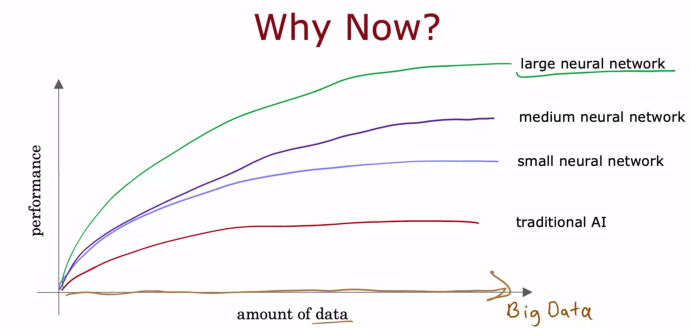 Why Now?
large neural network
medium neural network
small neural network
traditional AI
performance
amount of data
Big Data